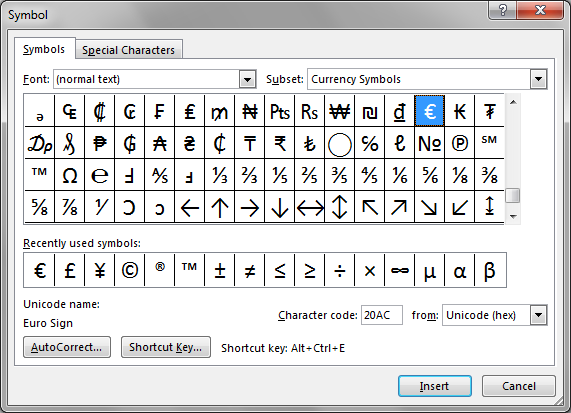 Symbol
Symbols Special Characters
Font: (normal text) Subset: Currency Symbols
ₔ ₠ ₡ ₢ ₣ ₤ ₥ ₦ ₧ ₨ ₩ ₪ ₫ € ₭ ₮
₯ ₰ ₱ ₲ ₳ ₴ ₵ ₸ ₹ ₺ ⃝ ℅ ℓ № ℗ ℠
™ Ω ℮ Ⅎ ⅍ ⅎ ⅓ ⅔ ⅕ ⅖ ⅗ ⅘ ⅙ ⅚ ⅛ ⅜
⅝ ⅞ ⅟ Ↄ ↄ ← ↑ → ↓ ↔ ↕ ↖ ↗ ↘ ↙ ↨
Recently used symbols:
€ £ ¥ © ® ™ ± ≠ ≤ ≥ ÷ × ∞ µ α β
Unicode name:
Euro Sign
Character code: 20AC from: Unicode (hex)
AutoCorrect... Shortcut Key... Shortcut key: Alt+Ctrl+E
Insert Cancel